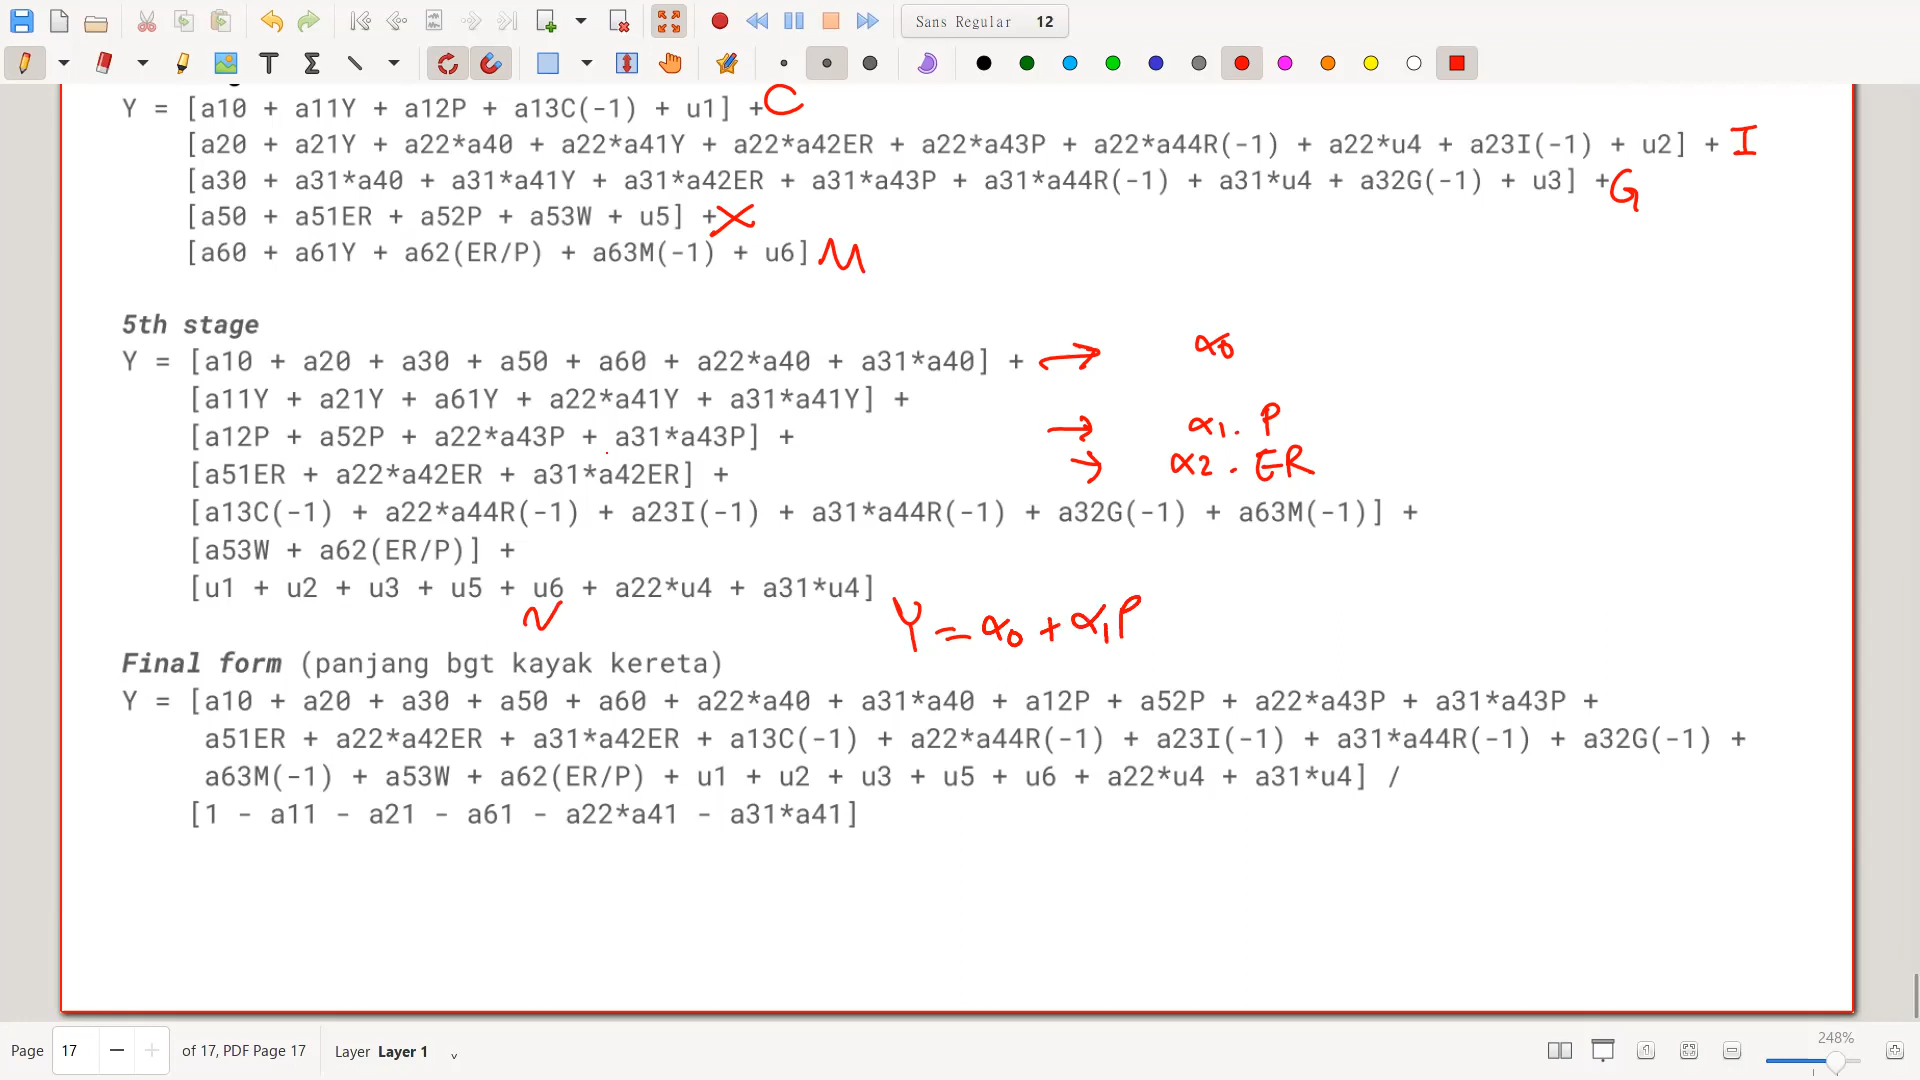 Sans Regular 12
Y = [a10 + a11Y + a12P + a13C(-1) + u1] + C
[a20 + a21Y + a22*a40 + a22*a41Y + a22*a42ER + a22*a43P + a22*a44R(-1) + a22*u4 + a23I(-1) + u2] + I
[a30 + a31*a40 + a31*a41Y + a31*a42ER + a31*a43P + a31*a44R(-1) + a31*u4 + a32G(-1) + u3] + G
[a50 + a51ER + a52P + a53W + u5] + X
[a60 + a61Y + a62(ER/P) + a63M(-1) + u6] M
5th stage
Y = [a10 + a20 + a30 + a50 + a60 + a22*a40 + a31*a40] + → α0
[a11Y + a21Y + a61Y + a22*a41Y + a31*a41Y] +
[a12P + a52P + a22*a43P + a31*a43P] + → α1. P
[a51ER + a22*a42ER + a31*a42ER] + → α2 . ER
[a13C(-1) + a22*a44R(-1) + a23I(-1) + a31*a44R(-1) + a32G(-1) + a63M(-1)] +
[a53W + a62(ER/P)] +
[u1 + u2 + u3 + u5 + u6 + a22*u4 + a31*u4]
Y = α0 + α1P
Final form (panjang bgt kayak kereta)
Y = [a10 + a20 + a30 + a50 + a60 + a22*a40 + a31*a40 + a12P + a52P + a22*a43P + a31*a43P +
a51ER + a22*a42ER + a31*a42ER + a13C(-1) + a22*a44R(-1) + a23I(-1) + a31*a44R(-1) + a32G(-1) +
a63M(-1) + a53W + a62(ER/P) + u1 + u2 + u3 + u5 + u6 + a22*u4 + a31*u4] /
[1 - a11 - a21 - a61 - a22*a41 - a31*a41]
248%
Page 17 of 17, PDF Page 17 Layer Layer 1